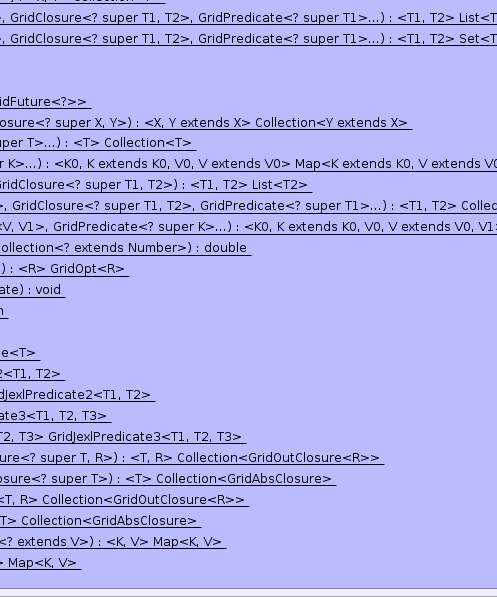 , GridClosure<? super T1, T2>, GridPredicate<? super T1>...) : <T1, T2> List<T
, GridClosure<? super T1, T2>, GridPredicate<? super T1>...) : <T1, T2> Set<T
idFuture<?>>
osure<? super X, Y>) : <X, Y extends X> Collection<Y extends X>
uper T>...) : <T> Collection<T>
r K>...) : <K0, K extends K0, V0, V extends V0> Map<K extends K0, V extends V0
GridClosure<? super T1, T2>) : <T1, T2> List<T2>
>, GridClosure<? super T1, T2>, GridPredicate<? super T1>...) : <T1, T2> Collec
<V, V1>, GridPredicate<? super K>...) : <K0, K extends K0, V0, V extends V0, V1>
ollection<? extends Number>) : double
) : <R> GridOpt<R>
ate) : void
n
e<T>
2<T1, T2>
dJexlPredicate2<T1, T2>
ate3<T1, T2, T3>
T2, T3> GridJexlPredicate3<T1, T2, T3>
ure<? super T, R>) : <T, R> Collection<GridOutClosure<R>>
osure<? super T>) : <T> Collection<GridAbsClosure>
<T, R> Collection<GridOutClosure<R>>
T> Collection<GridAbsClosure>
<? extends V>) : <K, V> Map<K, V>
> Map<K, V>